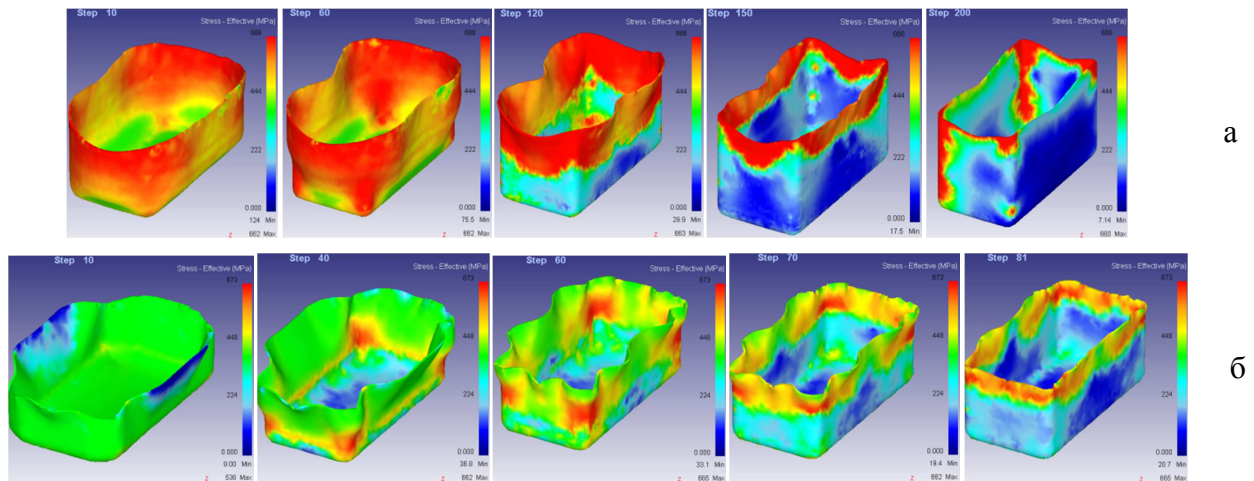 Step 10
Stress - Effective (MPa)
668
444
222
0.000
124 Min
662 Max
z
Step 60
Stress - Effective (MPa)
668
444
222
0.000
75.5 Min
662 Max
z
Step 120
Stress - Effective (MPa)
666
444
222
0.000
29.9 Min
663 Max
z
Step 150
Stress - Effective (MPa)
666
444
222
0.000
17.5 Min
Step 200
Stress - Effective (MPa)
666
444
222
0.000
7.14 Min
660 Max
z
а
Step 10
Stress - Effective (MPa)
673
448
224
0.000
9.00 Min
536 Max
z
Step 40
Stress - Effective (MPa)
673
448
224
0.000
36.8 Min
662 Max
z
Step 60
Stress - Effective (MPa)
673
448
224
0.000
33.1 Min
665 Max
z
Step 70
Stress - Effective (MPa)
673
448
224
0.000
19.4 Min
662 Max
z
Step 81
Stress - Effective (MPa)
673
448
224
0.000
20.7 Min
665 Max
z
б